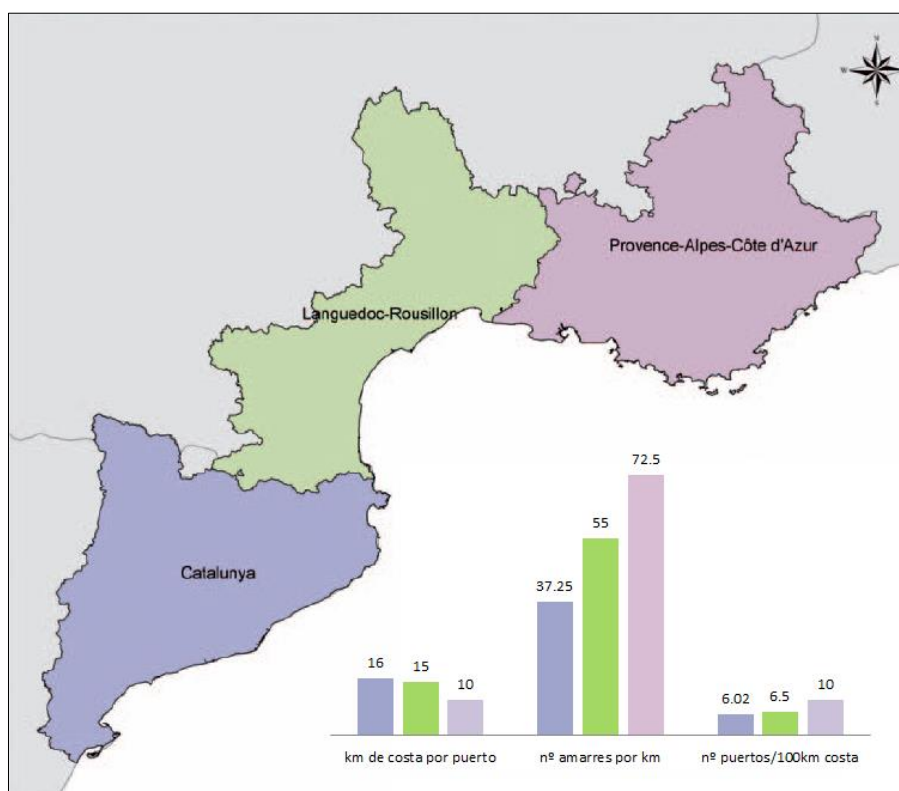 Provence-Alpes-Côte d'Azur
Languedoc-Rousillon
Catalunya
72.5
55
37.25
16
15
10
6.02
6.5
10
km de costa por puerto
nº amarres por km
nº puertos/100km costa